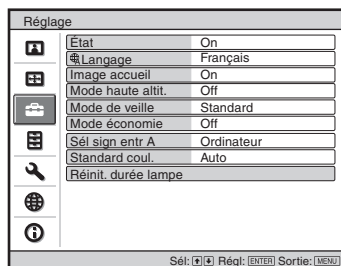 Réglage
État On
Langage Français
Image accueil On
Mode haute altit. Off
Mode de veille Standard
Mode économie Off
Sél sign entr A Ordinateur
Standard coul. Auto
Réinit. durée lampe
Sél: Régl: ENTER Sortie: MENU